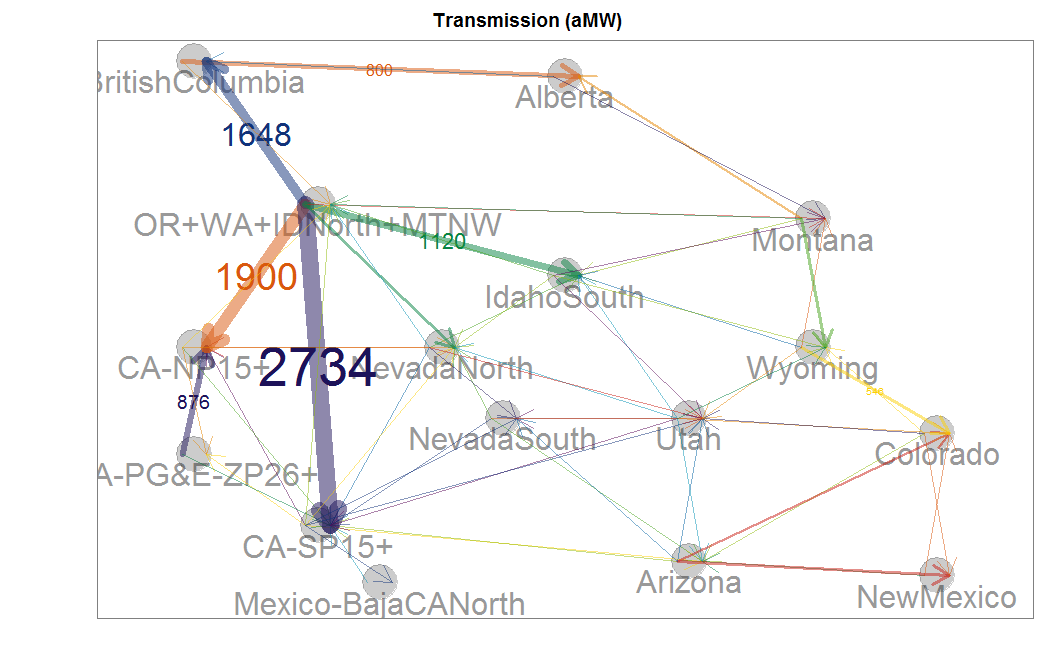 Transmission (aMW)
BritishColumbia
800
Alberta
1648
OR+WA+IDNorth+MTNW
1120
Montana
1900
IdahoSouth
CA-NP15+
2734
NevadaNorth
Wyoming
876
546
NevadaSouth
Utah
Colorado
A-PG&E-ZP26+
CA-SP15+
Arizona
Mexico-BajaCANorth
NewMexico